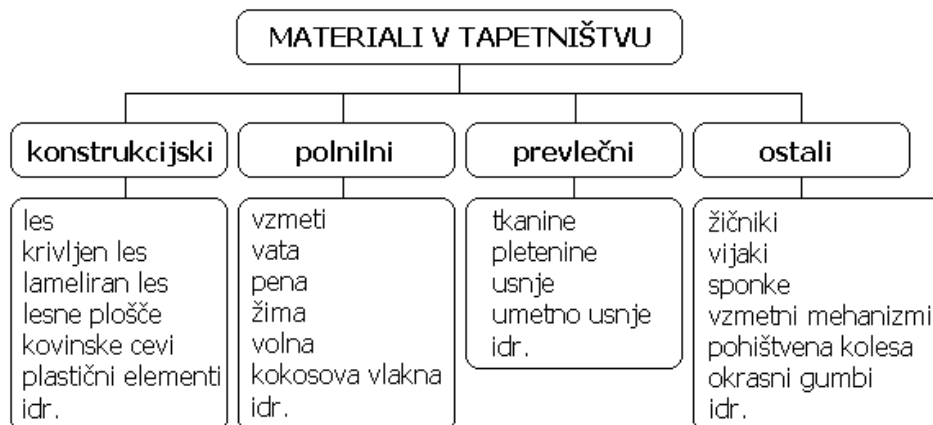 MATERIALI V TAPETNIŠTVU
konstrukcijski
les
krivljen les
lameliran les
lesne plošče
kovinske cevi
plastični elementi
idr.
polnilni
vzmeti
vata
pena
žima
volna
kokosova vlakna
idr.
prevlečni
tkanine
pletenine
usnje
umetno usnje
idr.
ostali
žičniki
vijaki
sponke
vzmetni mehanizmi
pohištvena kolesa
okrasni gumbi
idr.